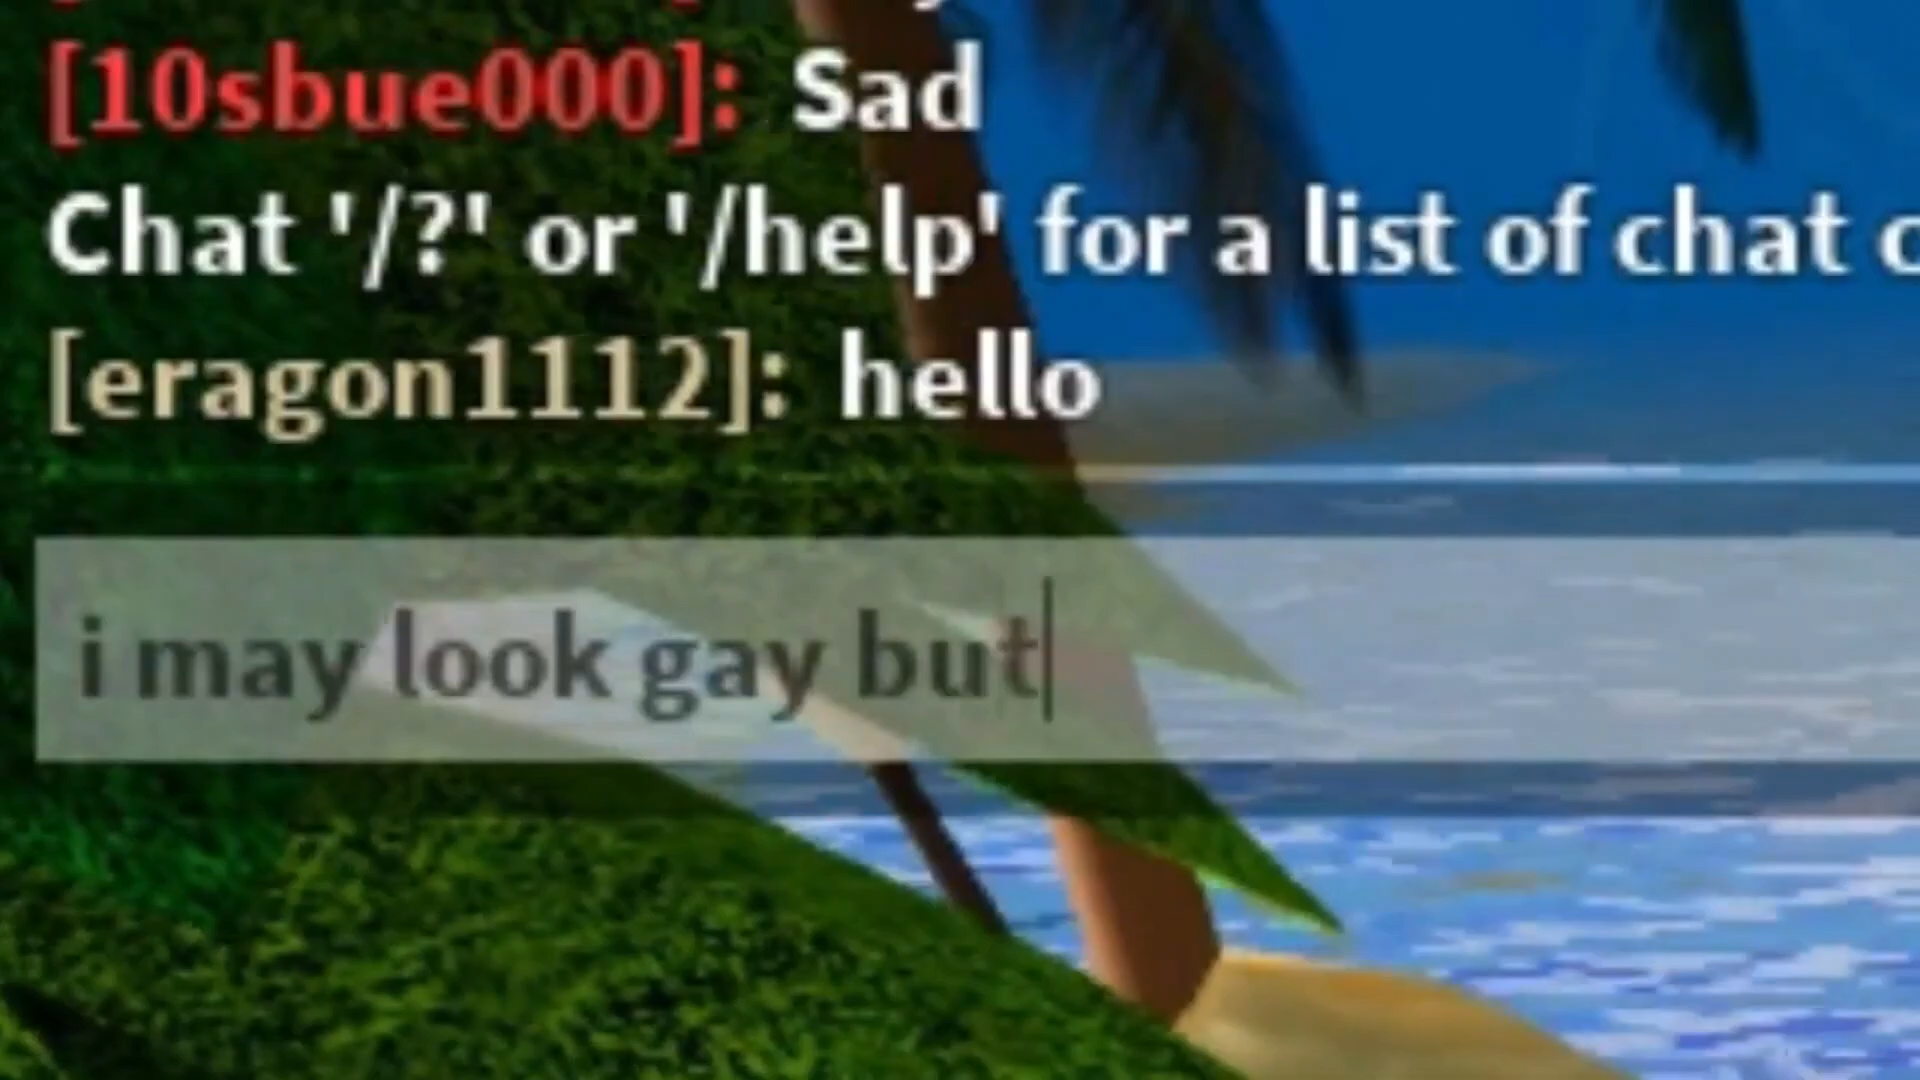 [10sbue000]: Sad
Chat '/?' or '/help' for a list of chat
[eragon1112]: hello
i may look gay but